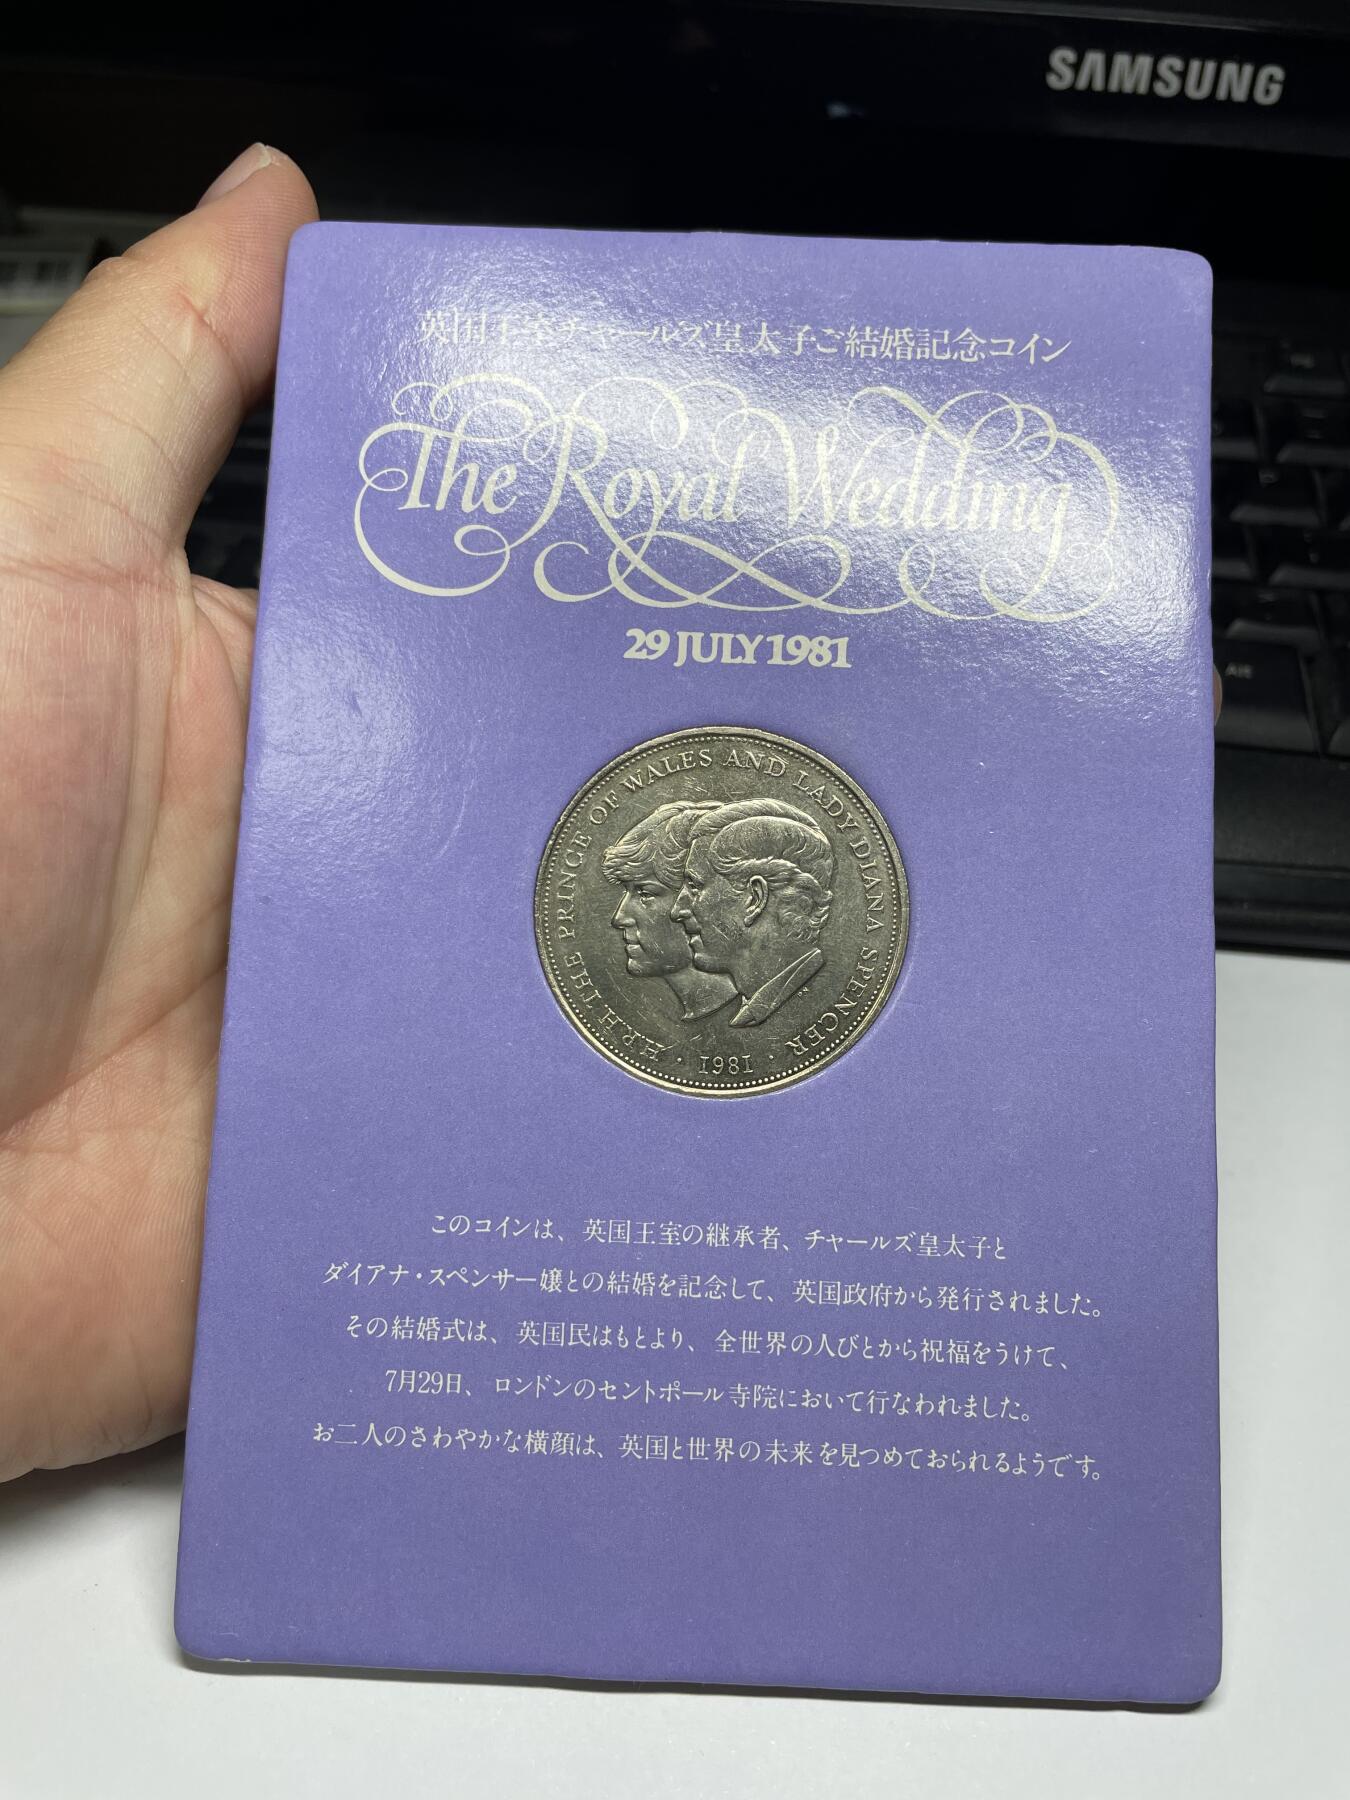 SAMSUNG
英国王室チャールズ皇太子ご結婚記念コイン
The Royal Wedding
29 JULY 1981
H.R.H. THE PRINCE OF WALES AND LADY DIANA SPENCER
· 1981 ·
このコインは、英国王室の継承者、チャールズ皇太子と
ダイアナ・スペンサー嬢との結婚を記念して、英国政府から発行されました。
その結婚式は、英国民はもとより、全世界の人びとから祝福をうけて、
7月29日、ロンドンのセントポール寺院において行なわれました。
お二人のさわやかな横顔は、英国と世界の未来を見つめておられるようです。